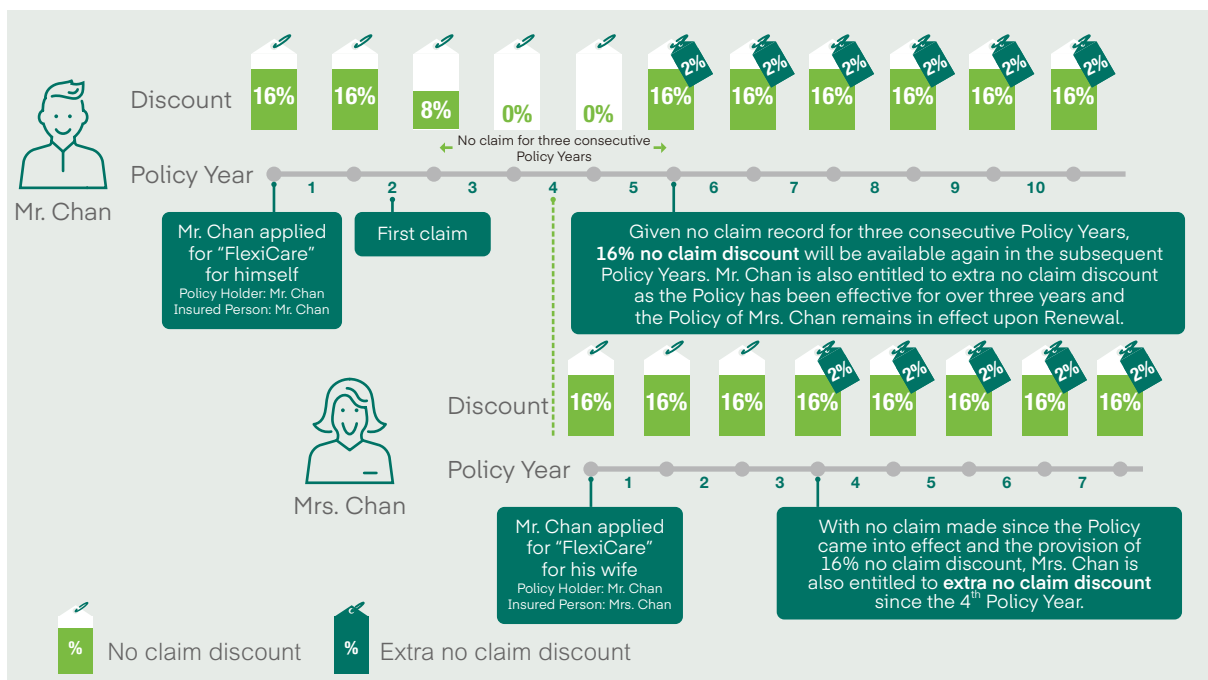 16% 16% 8% 0% 0% 16% 2% 16% 2% 16% 2% 16% 2% 16% 2% 16% 2%
Discount
No claim for three consecutive
Policy Years
Policy Year
1 2 3 4 5 6 7 8 9 10
Mr. Chan
Mr. Chan applied
for “FlexiCare”
for himself
Policy Holder: Mr. Chan
Insured Person: Mr. Chan
First claim
Given no claim record for three consecutive Policy Years,
16% no claim discount will be available again in the subsequent
Policy Years. Mr. Chan is also entitled to extra no claim discount
as the Policy has been effective for over three years and
the Policy of Mrs. Chan remains in effect upon Renewal.
Discount
16% 16% 16% 16% 2% 16% 2% 16% 2% 16% 2% 16% 2%
Policy Year
1 2 3 4 5 6 7
Mrs. Chan
Mr. Chan applied
for “FlexiCare”
for his wife
Policy Holder: Mr. Chan
Insured Person: Mrs. Chan
With no claim made since the Policy
came into effect and the provision of
16% no claim discount, Mrs. Chan is
also entitled to extra no claim discount
since the 4th Policy Year.
% No claim discount
% Extra no claim discount